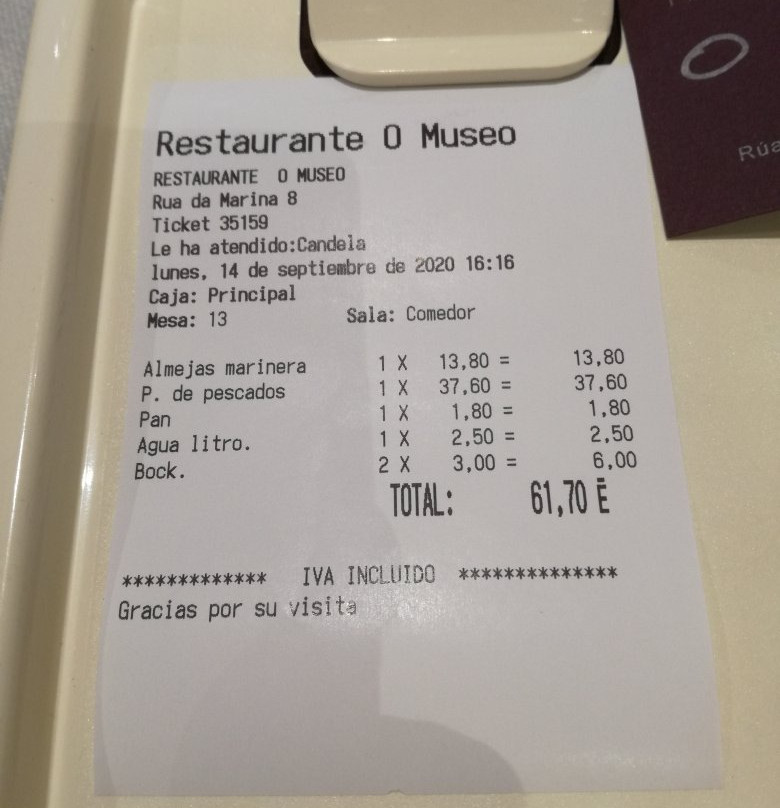 Restaurante O Museo
RESTAURANTE O MUSEO
Rua da Marina 8
Ticket 35159
Le ha atendido:Candela
lunes, 14 de septiembre de 2020 16:16
Caja: Principal
Mesa: 13 Sala: Comedor
Almejas marinera 1 X 13,80 = 13,80
P. de pescados 1 X 37,60 = 37,60
Pan 1 X 1,80 = 1,80
Agua litro. 1 X 2,50 = 2,50
Bock. 2 X 3,00 = 6,00
TOTAL: 61,70 Ē
************* IVA INCLUIDO **************
Gracias por su visita
O
Rúa